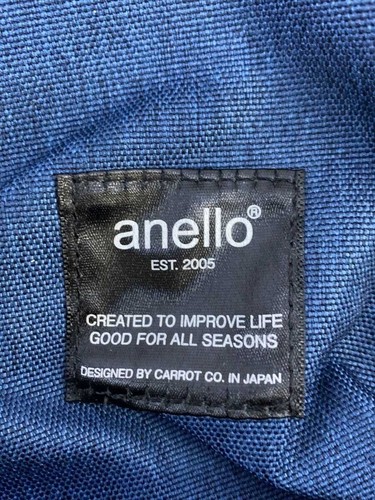 anello®
EST. 2005
CREATED TO IMPROVE LIFE
GOOD FOR ALL SEASONS
DESIGNED BY CARROT CO. IN JAPAN